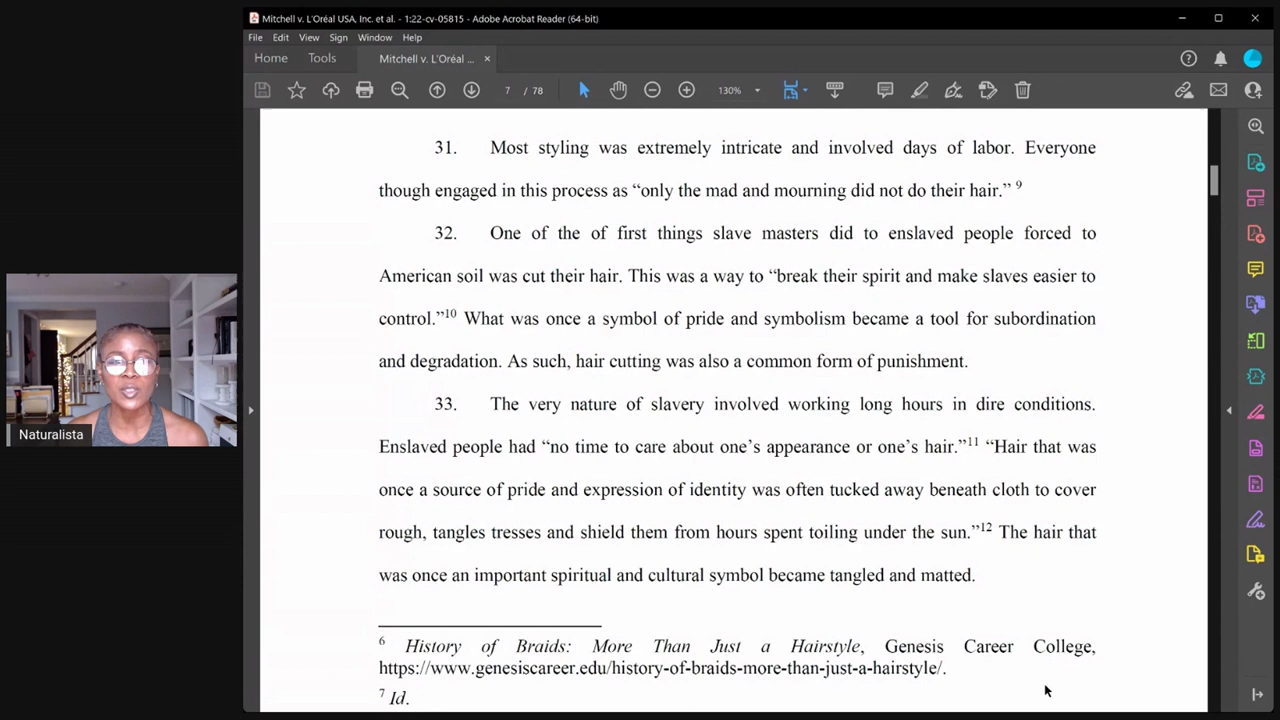 Mitchell v. L'Oréal USA, Inc. et al. - 1:22-cv-05815 - Adobe Acrobat Reader (64-bit)
File Edit View Sign Window Help
Home Tools Mitchell v. L'Oréal ... ×
7 / 78 130%
31. Most styling was extremely intricate and involved days of labor. Everyone
though engaged in this process as “only the mad and mourning did not do their hair.” 9
32. One of the of first things slave masters did to enslaved people forced to
American soil was cut their hair. This was a way to “break their spirit and make slaves easier to
control.”10 What was once a symbol of pride and symbolism became a tool for subordination
and degradation. As such, hair cutting was also a common form of punishment.
33. The very nature of slavery involved working long hours in dire conditions.
Enslaved people had “no time to care about one’s appearance or one’s hair.”11 “Hair that was
once a source of pride and expression of identity was often tucked away beneath cloth to cover
rough, tangles tresses and shield them from hours spent toiling under the sun.”12 The hair that
was once an important spiritual and cultural symbol became tangled and matted.
6 History of Braids: More Than Just a Hairstyle, Genesis Career College,
https://www.genesiscareer.edu/history-of-braids-more-than-just-a-hairstyle/.
7 Id.
Naturalista